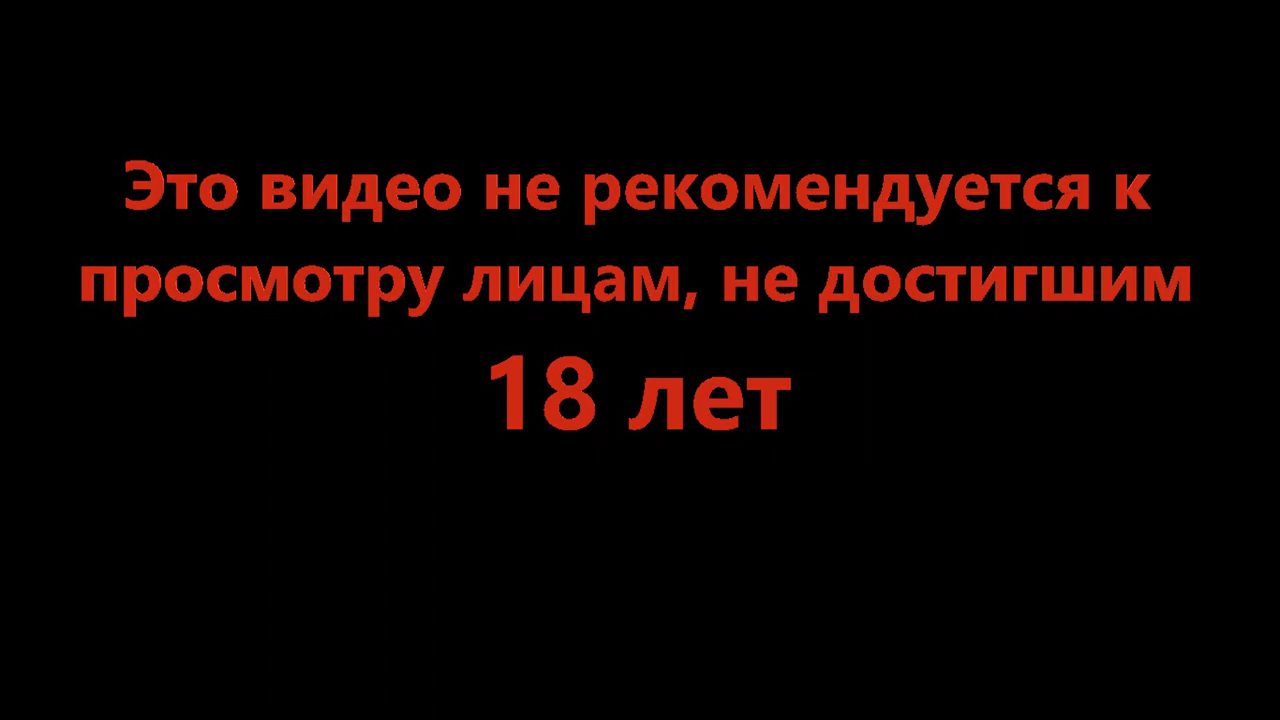 Это видео не рекомендуется к
просмотру лицам, не достигшим
18 лет